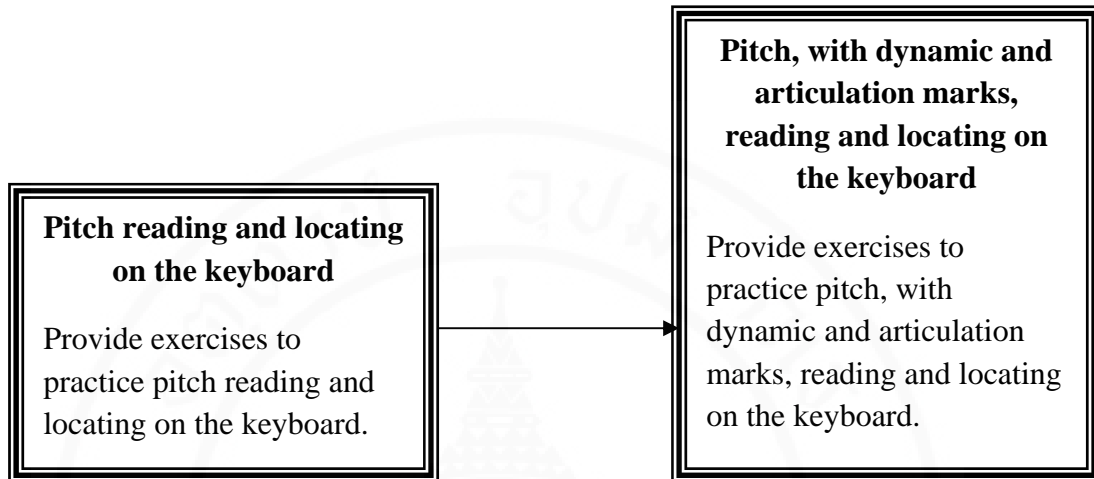 Pitch reading and locating
on the keyboard
Provide exercises to
practice pitch reading and
locating on the keyboard.
Pitch, with dynamic and
articulation marks,
reading and locating on
the keyboard
Provide exercises to
practice pitch, with
dynamic and articulation
marks, reading and locating
on the keyboard.